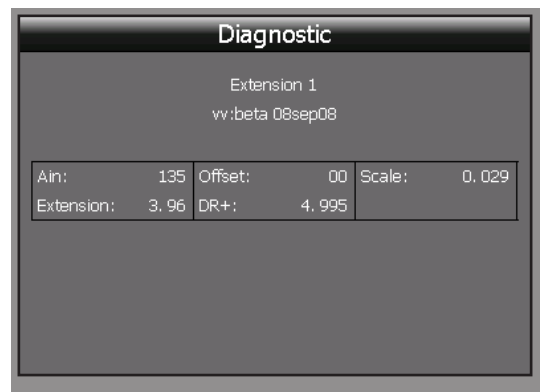 Diagnostic
Extension 1
vv:beta 08sep08
Ain: 135 Offset: 00 Scale: 0.029
Extension: 3.96 DR+: 4.995